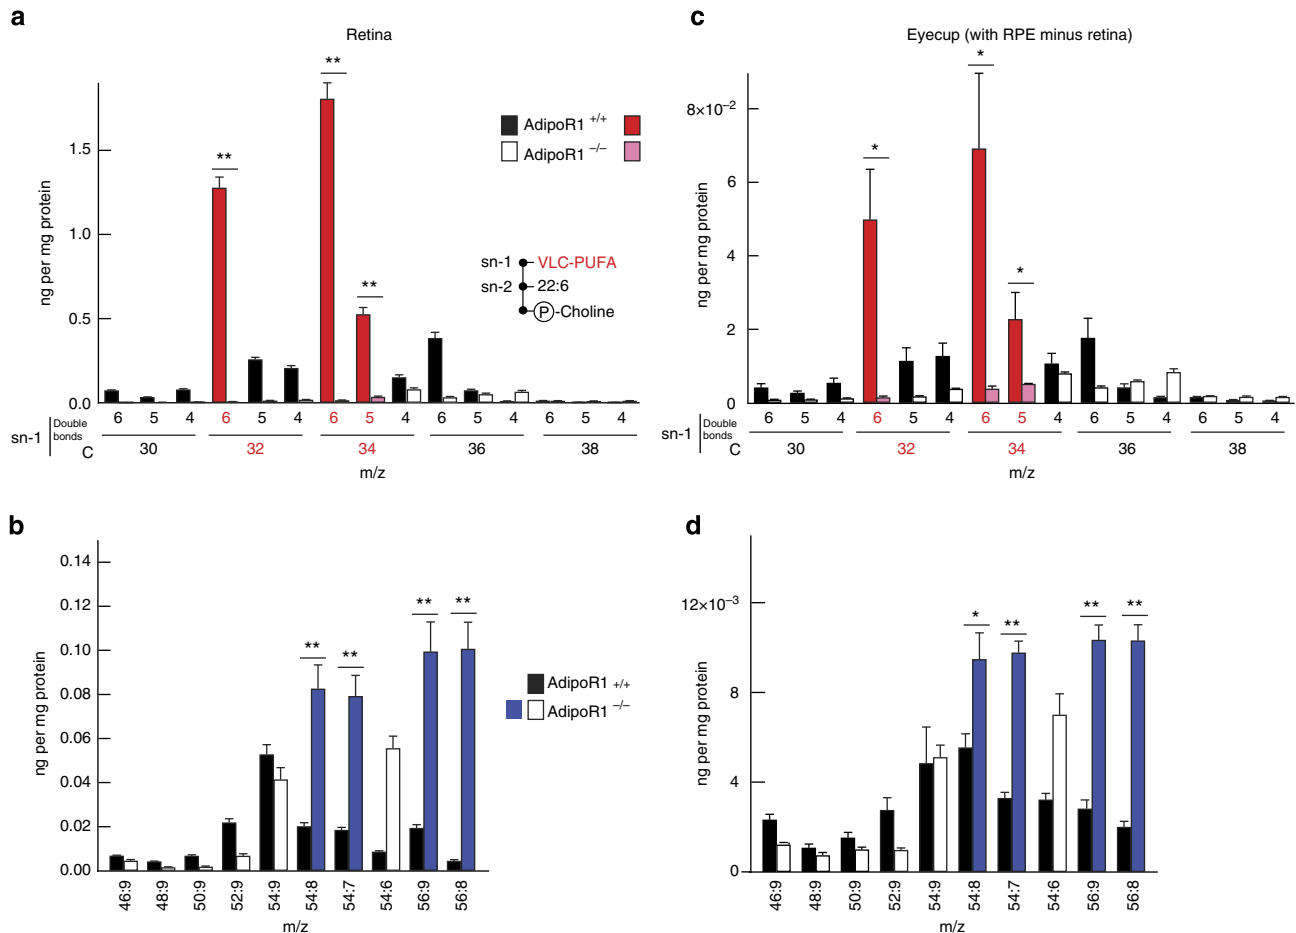 a
Retina
**
**
**
1.5
1.0
0.5
0.0
ng per mg protein
AdipoR1 +/+
AdipoR1 −/−
sn-1 VLC-PUFA
sn-2 22:6
P-Choline
6 5 4 6 5 4 6 5 4 6 5 4 6 5 4
sn-1 Double bonds
C 30 32 34 36 38
m/z
c
Eyecup (with RPE minus retina)
*
*
*
8×10−2
6
4
2
0
ng per mg protein
6 5 4 6 5 4 6 5 4 6 5 4 6 5 4
sn-1 Double bonds
C 30 32 34 36 38
m/z
b
0.14
0.12
0.10
0.08
0.06
0.04
0.02
0.00
ng per mg protein
** ** ** **
AdipoR1 +/+
AdipoR1 −/−
46:9 48:9 50:9 52:9 54:9 54:8 54:7 54:6 56:9 56:8
m/z
d
12×10−3
8
4
0
ng per mg protein
* ** ** **
46:9 48:9 50:9 52:9 54:9 54:8 54:7 54:6 56:9 56:8
m/z